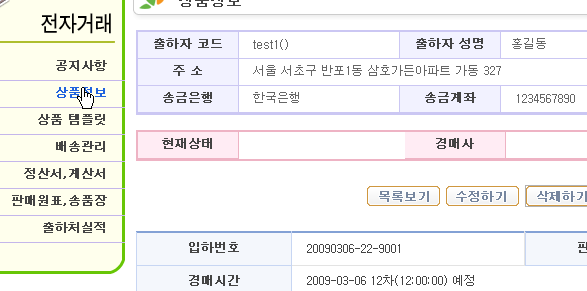 전자거래
공지사항
상품정보
상품 템플릿
배송관리
정산서,계산서
판매원표,송품장
출하처실적
상품정보
출하자 코드 test1() 출하자 성명 홍길동
주 소 서울 서초구 반포1동 삼호가든아파트 가동 327
송금은행 한국은행 송금계좌 1234567890
현재상태 경매사
목록보기 수정하기 삭제하기
입하번호 20090306-22-9001 판
경매시간 2009-03-06 12차(12:00:00) 예정